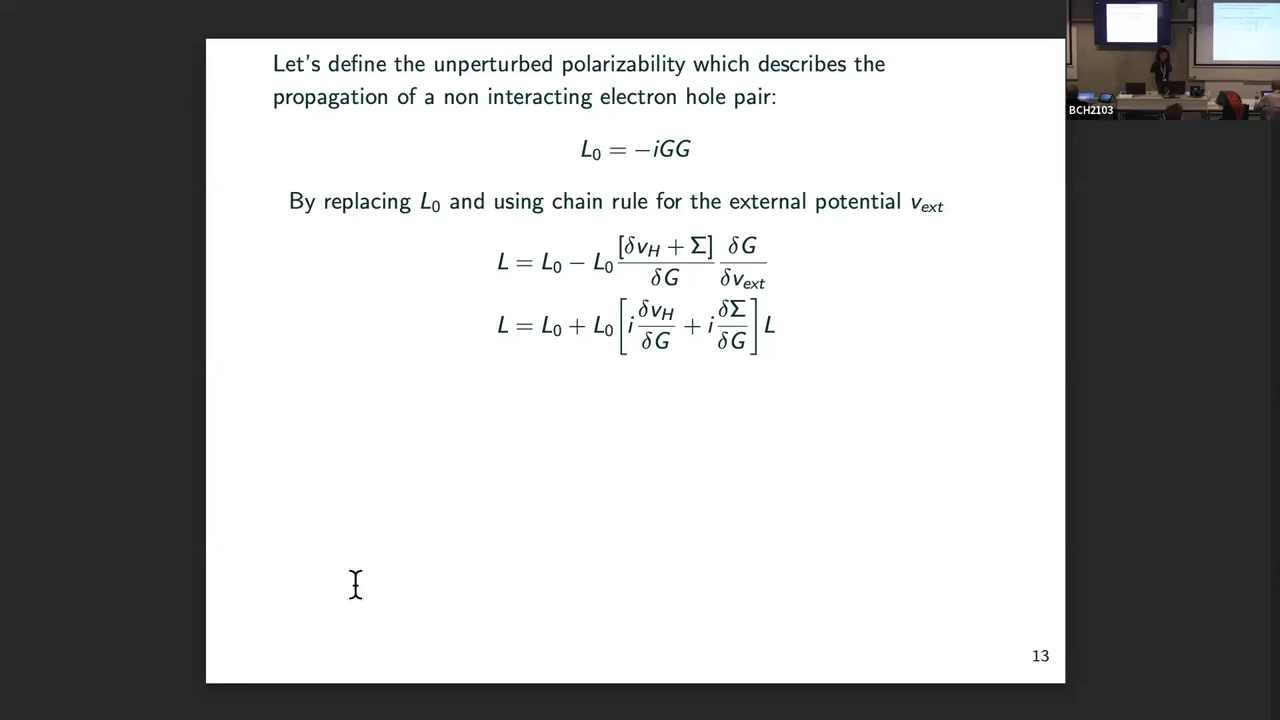 Let's define the unperturbed polarizability which describes the
propagation of a non interacting electron hole pair:
L₀ = −iGG
By replacing L₀ and using chain rule for the external potential v_ext
L = L₀ − L₀ [δv_H + Σ]/δG δG/δv_ext
L = L₀ + L₀ [i δv_H/δG + i δΣ/δG] L
13
BCH2103